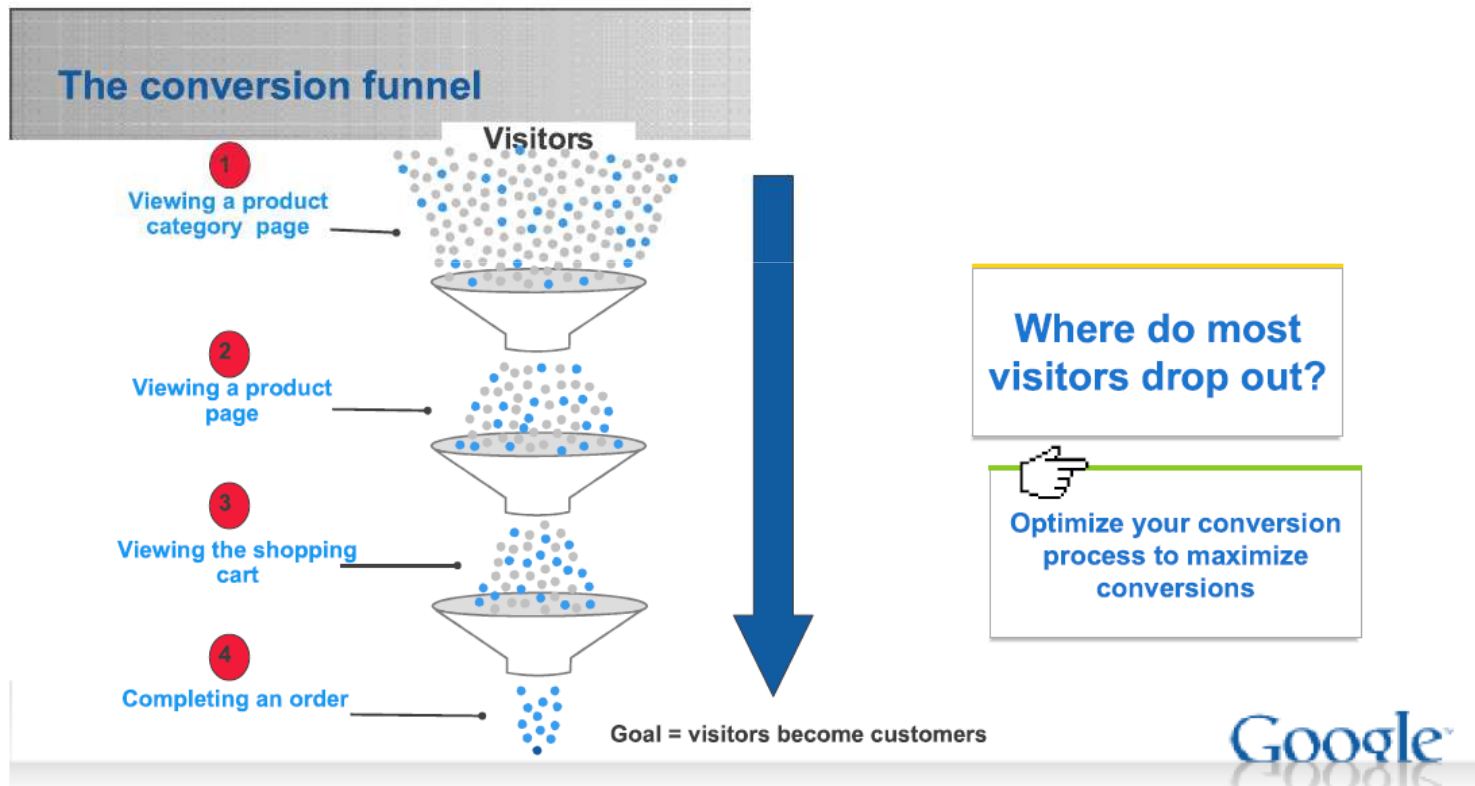 The conversion funnel
Visitors
1
Viewing a product
category page
2
Viewing a product
page
3
Viewing the shopping
cart
4
Completing an order
Goal = visitors become customers
Where do most
visitors drop out?
Optimize your conversion
process to maximize
conversions
Google